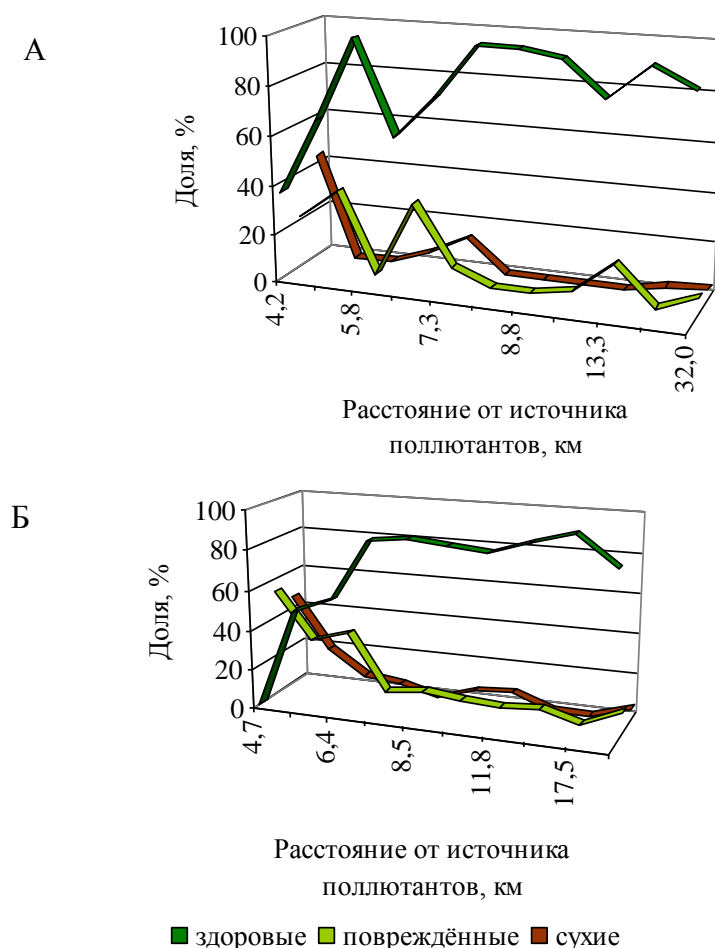 А
Доля, %
100
80
60
40
20
0
4,2
5,8
7,3
8,8
13,3
32,0
Расстояние от источника
поллютантов, км
Б
Доля, %
100
80
60
40
20
0
4,7
6,4
8,5
11,8
17,5
Расстояние от источника
поллютантов, км
здоровые повреждённые сухие